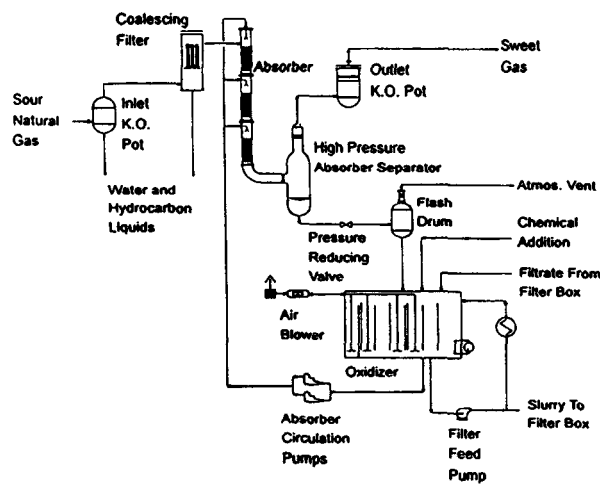 Coalescing
Filter
Absorber
Sweet
Gas
Outlet
K.O. Pot
Sour
Natural
Gas
Inlet
K.O.
Pot
High Pressure
Absorber Separator
Water and
Hydrocarbon
Liquids
Atmos. Vent
Flash
Drum
Chemical
Addition
Pressure
Reducing
Valve
Filtrate From
Filter Box
Air
Blower
Oxidizer
Absorber
Circulation
Pumps
Filter
Feed
Pump
Slurry To
Filter Box